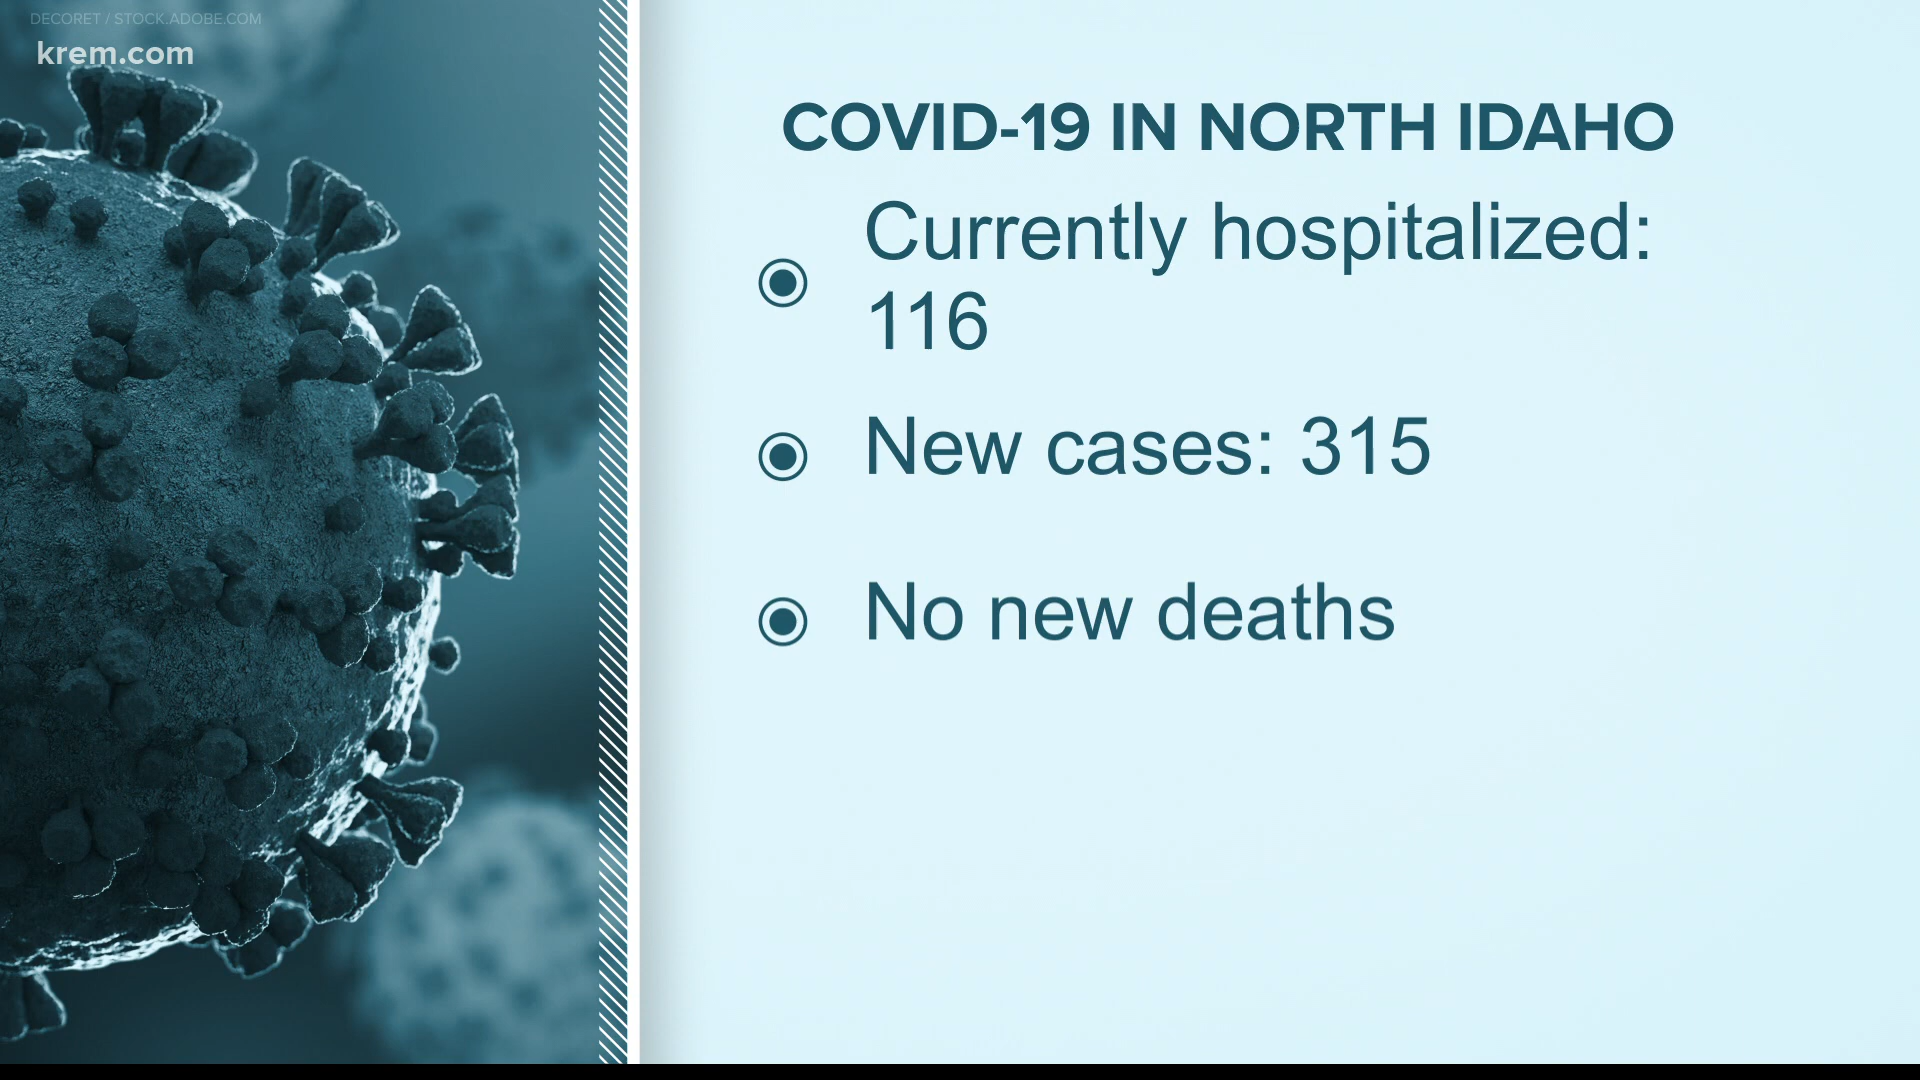 DECORET / STOCK.ADOBE.COM
krem.com
COVID-19 IN NORTH IDAHO
Currently hospitalized:
116
New cases: 315
No new deaths